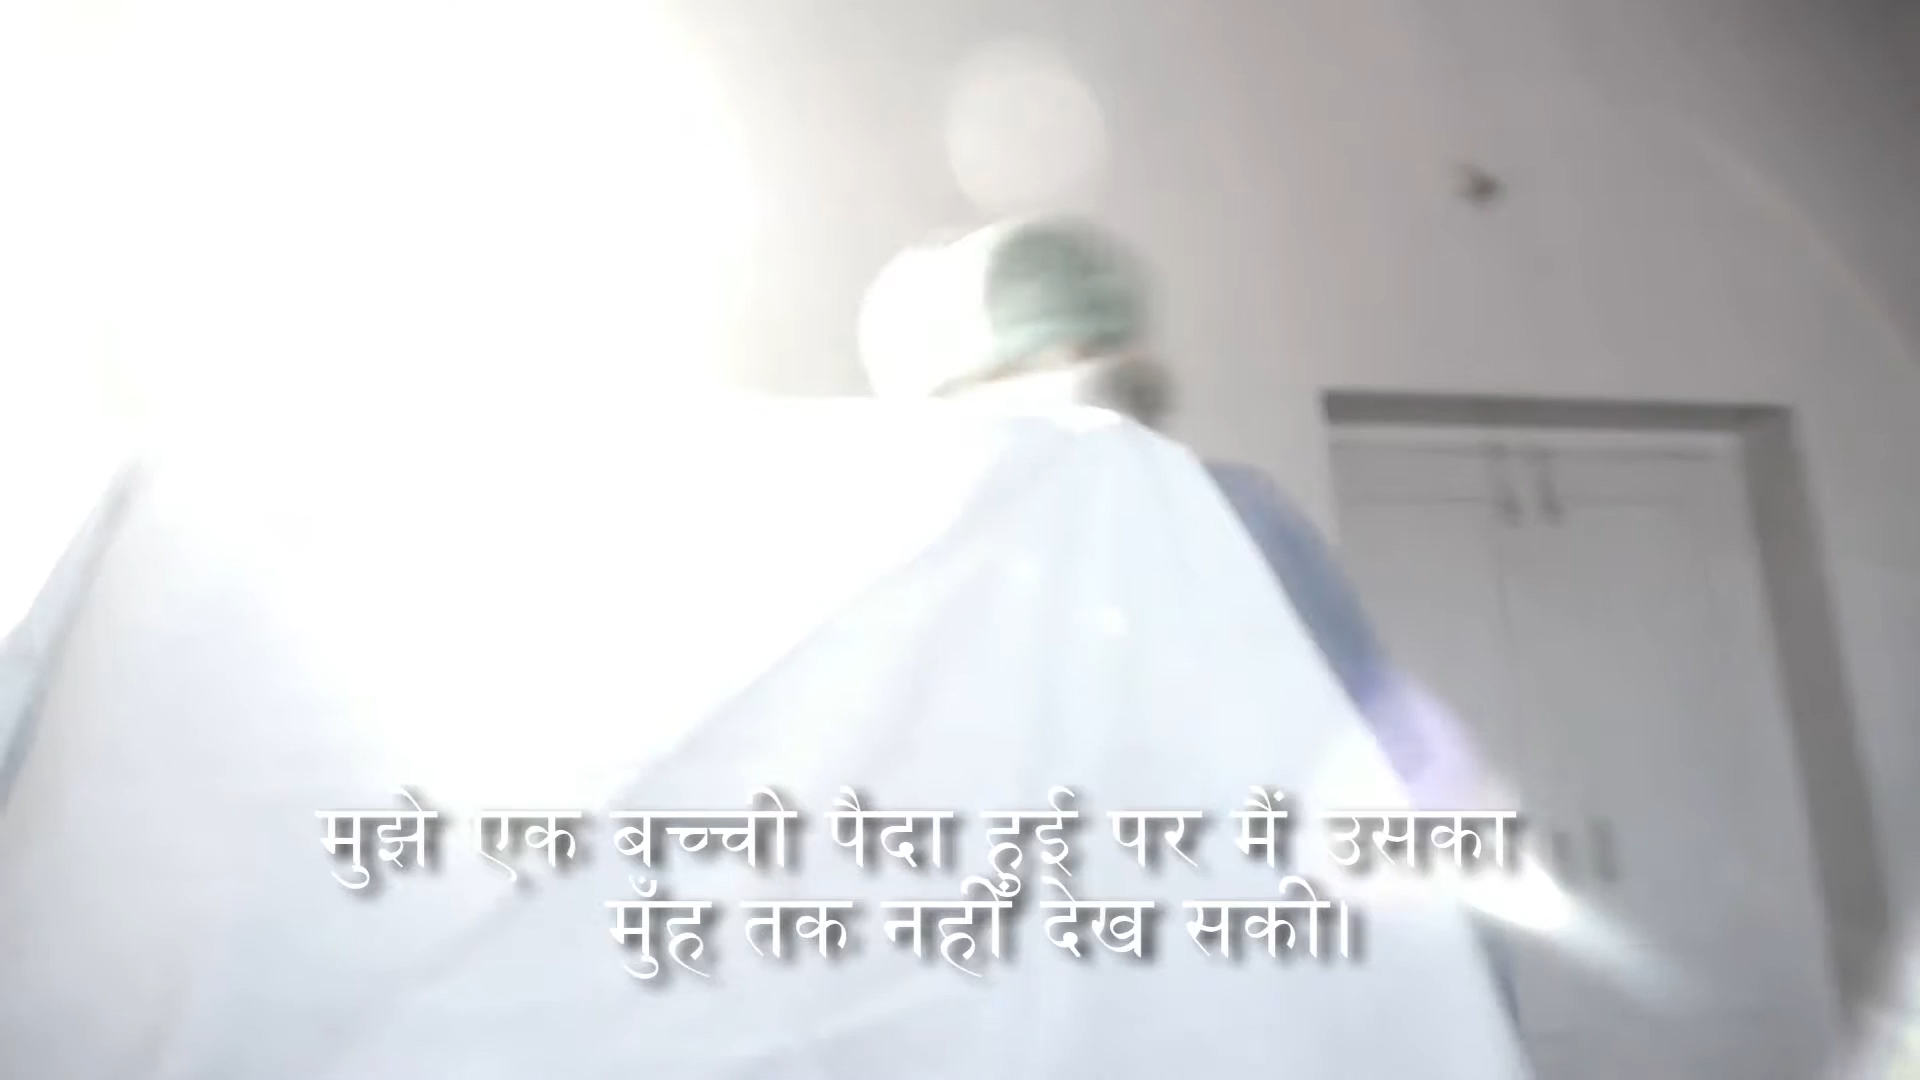 मुझे एक बच्ची पैदा हुई पर मैं उसका
मुँह तक नहीं देख सकी।